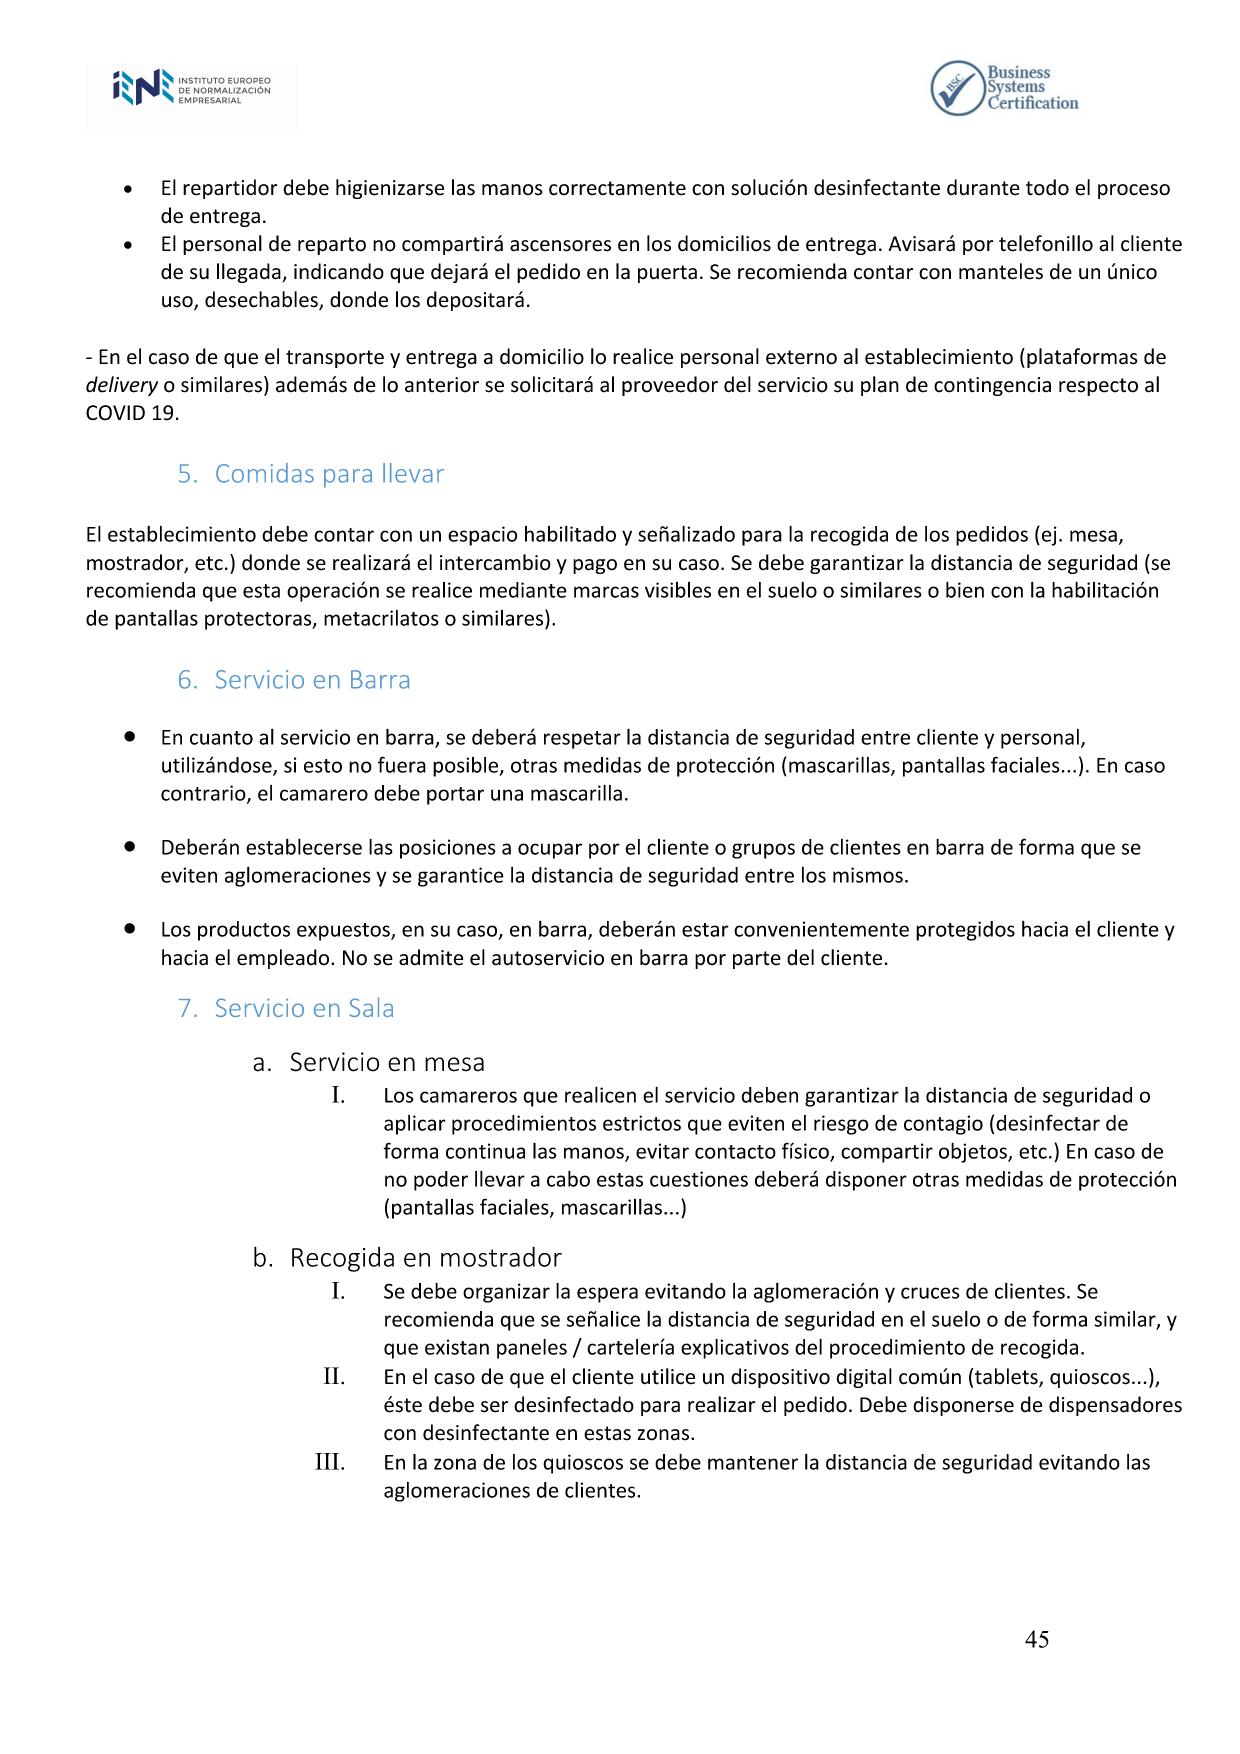 iENE INSTITUTO EUROPEO
DE NORMALIZACIÓN
EMPRESARIAL
BSC Business
Systems
Certification
• El repartidor debe higienizarse las manos correctamente con solución desinfectante durante todo el proceso
de entrega.
• El personal de reparto no compartirá ascensores en los domicilios de entrega. Avisará por telefonillo al cliente
de su llegada, indicando que dejará el pedido en la puerta. Se recomienda contar con manteles de un único
uso, desechables, donde los depositará.
- En el caso de que el transporte y entrega a domicilio lo realice personal externo al establecimiento (plataformas de
delivery o similares) además de lo anterior se solicitará al proveedor del servicio su plan de contingencia respecto al
COVID 19.
5. Comidas para llevar
El establecimiento debe contar con un espacio habilitado y señalizado para la recogida de los pedidos (ej. mesa,
mostrador, etc.) donde se realizará el intercambio y pago en su caso. Se debe garantizar la distancia de seguridad (se
recomienda que esta operación se realice mediante marcas visibles en el suelo o similares o bien con la habilitación
de pantallas protectoras, metacrilatos o similares).
6. Servicio en Barra
• En cuanto al servicio en barra, se deberá respetar la distancia de seguridad entre cliente y personal,
utilizándose, si esto no fuera posible, otras medidas de protección (mascarillas, pantallas faciales...). En caso
contrario, el camarero debe portar una mascarilla.
• Deberán establecerse las posiciones a ocupar por el cliente o grupos de clientes en barra de forma que se
eviten aglomeraciones y se garantice la distancia de seguridad entre los mismos.
• Los productos expuestos, en su caso, en barra, deberán estar convenientemente protegidos hacia el cliente y
hacia el empleado. No se admite el autoservicio en barra por parte del cliente.
7. Servicio en Sala
a. Servicio en mesa
I. Los camareros que realicen el servicio deben garantizar la distancia de seguridad o
aplicar procedimientos estrictos que eviten el riesgo de contagio (desinfectar de
forma continua las manos, evitar contacto físico, compartir objetos, etc.) En caso de
no poder llevar a cabo estas cuestiones deberá disponer otras medidas de protección
(pantallas faciales, mascarillas...)
b. Recogida en mostrador
I. Se debe organizar la espera evitando la aglomeración y cruces de clientes. Se
recomienda que se señalice la distancia de seguridad en el suelo o de forma similar, y
que existan paneles / cartelería explicativos del procedimiento de recogida.
II. En el caso de que el cliente utilice un dispositivo digital común (tablets, quioscos...),
éste debe ser desinfectado para realizar el pedido. Debe disponerse de dispensadores
con desinfectante en estas zonas.
III. En la zona de los quioscos se debe mantener la distancia de seguridad evitando las
aglomeraciones de clientes.
45